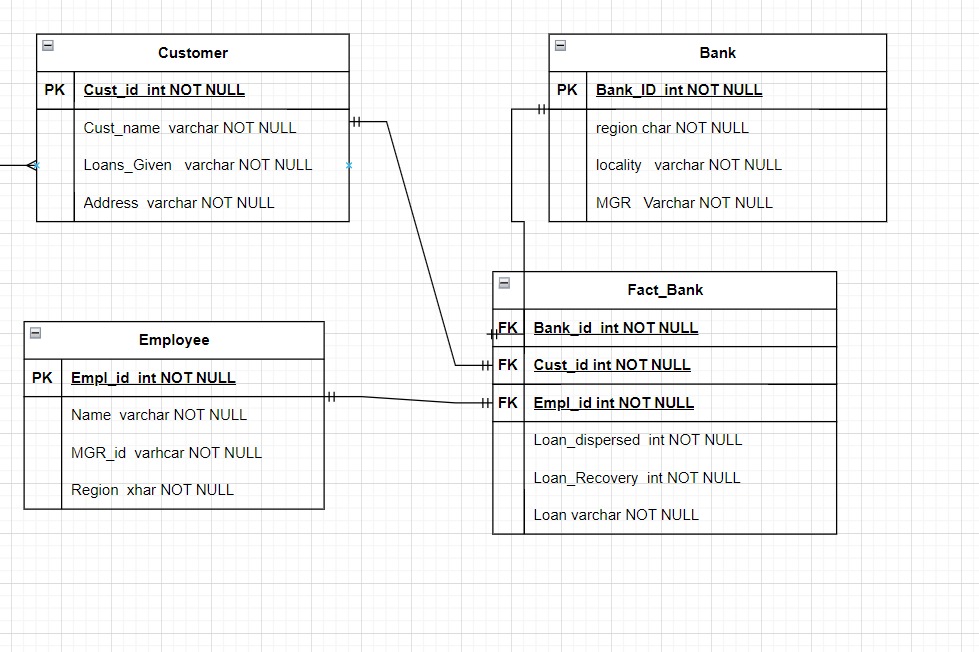 Customer
PK Cust_id int NOT NULL
Cust_name varchar NOT NULL
Loans_Given varchar NOT NULL
Address varchar NOT NULL
Bank
PK Bank_ID int NOT NULL
region char NOT NULL
locality varchar NOT NULL
MGR Varchar NOT NULL
Employee
PK Empl_id int NOT NULL
Name varchar NOT NULL
MGR_id varhcar NOT NULL
Region xhar NOT NULL
Fact_Bank
FK Bank_id int NOT NULL
FK Cust_id int NOT NULL
FK Empl_id int NOT NULL
Loan_dispersed int NOT NULL
Loan_Recovery int NOT NULL
Loan varchar NOT NULL